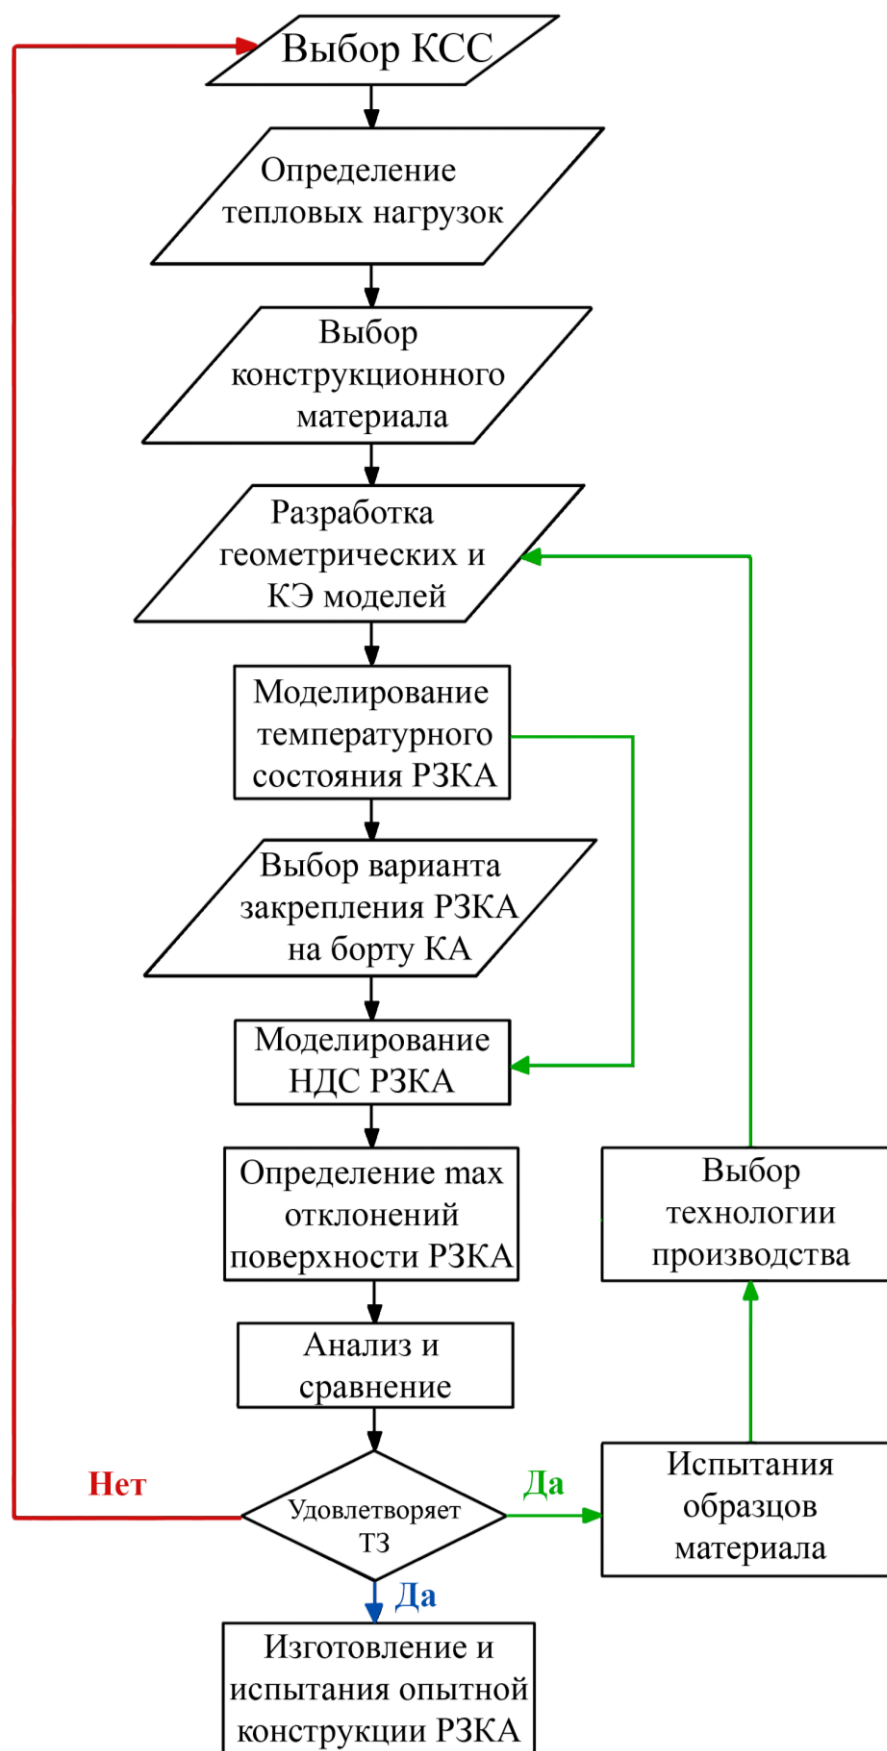 Выбор КСС
Определение
тепловых нагрузок
Выбор
конструкционного
материала
Разработка
геометрических и
КЭ моделей
Моделирование
температурного
состояния РЗКА
Выбор варианта
закрепления РЗКА
на борту КА
Моделирование
НДС РЗКА
Определение max
отклонений
поверхности РЗКА
Выбор
технологии
производства
Анализ и
сравнение
Нет
Удовлетворяет
ТЗ
Да
Испытания
образцов
материала
Да
Изготовление и
испытания опытной
конструкции РЗКА